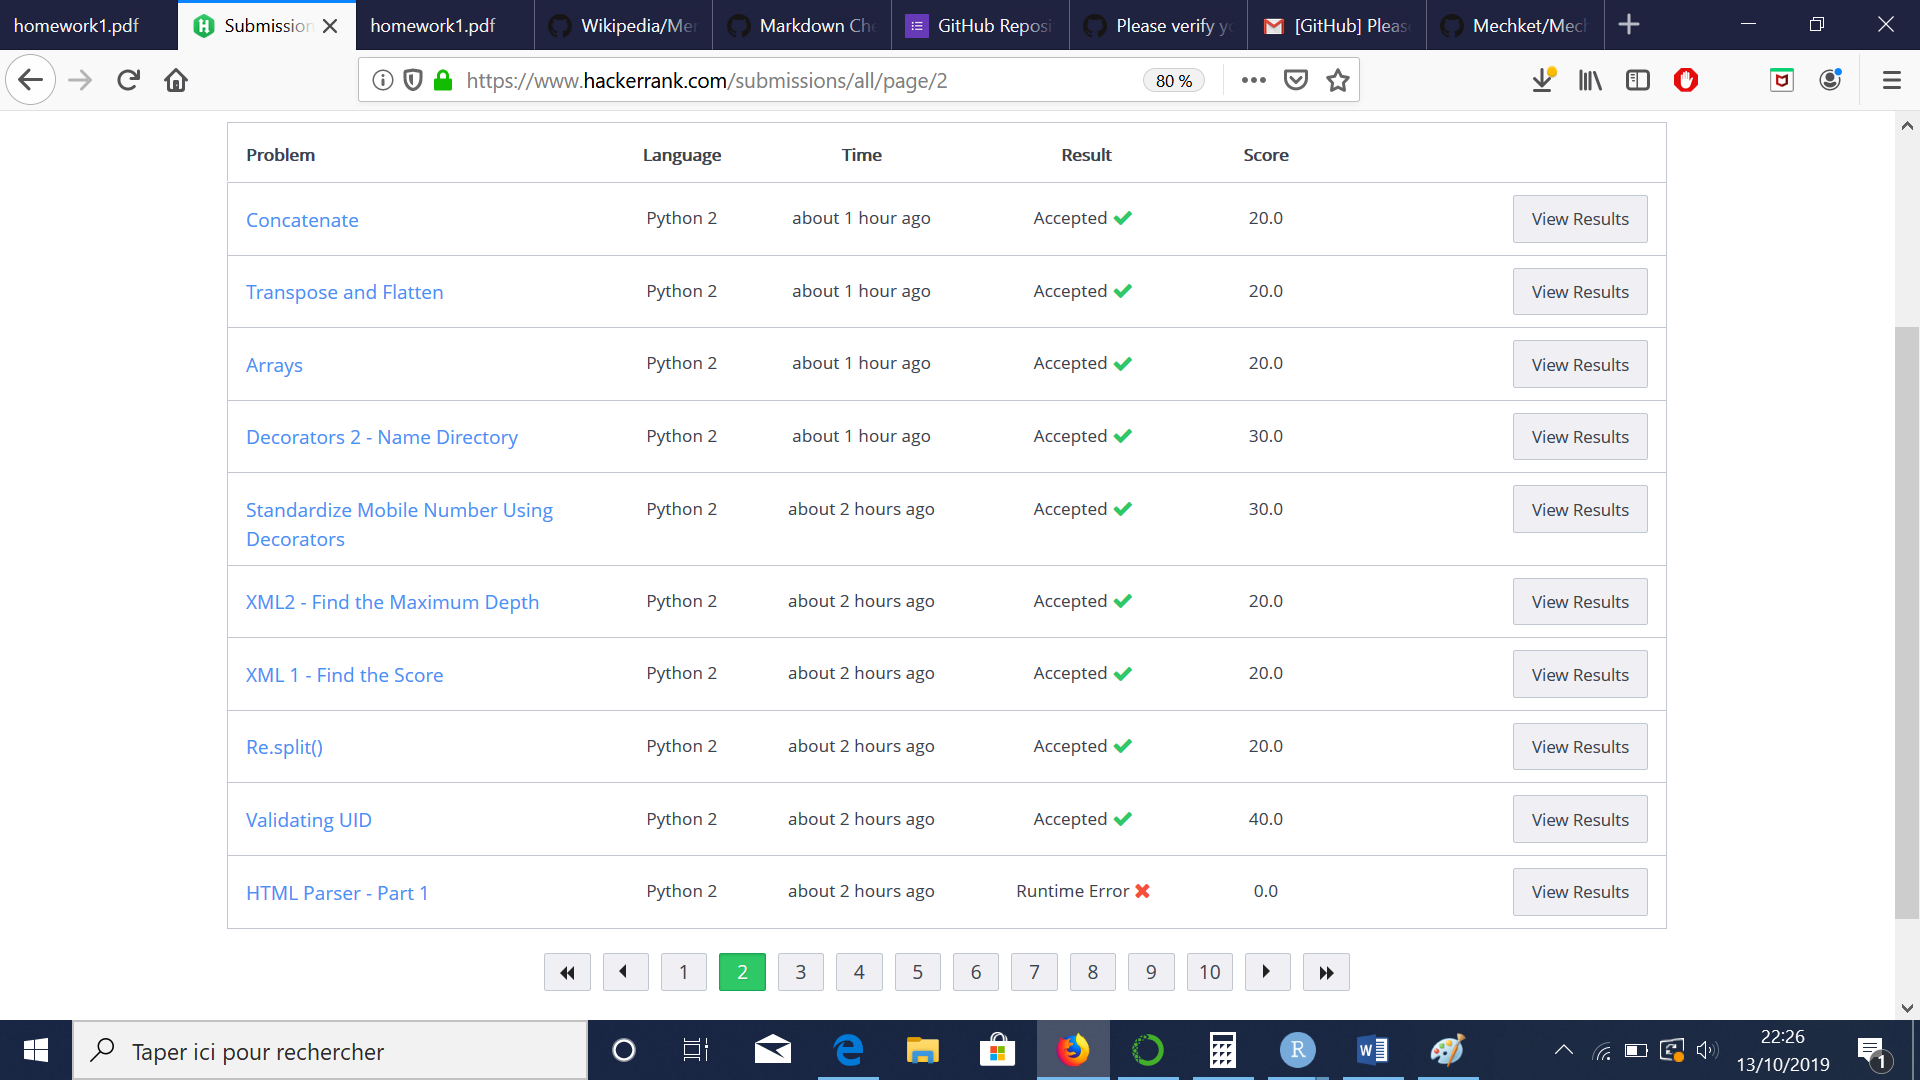 homework1.pdf
Submission
homework1.pdf
Wikipedia/Mer
Markdown Che
GitHub Reposi
Please verify yo
[GitHub] Pleas
Mechket/Mech
https://www.hackerrank.com/submissions/all/page/2
80 %
Problem Language Time Result Score
Concatenate Python 2 about 1 hour ago Accepted 20.0 View Results
Transpose and Flatten Python 2 about 1 hour ago Accepted 20.0 View Results
Arrays Python 2 about 1 hour ago Accepted 20.0 View Results
Decorators 2 - Name Directory Python 2 about 1 hour ago Accepted 30.0 View Results
Standardize Mobile Number Using Python 2 about 2 hours ago Accepted 30.0 View Results
Decorators
XML2 - Find the Maximum Depth Python 2 about 2 hours ago Accepted 20.0 View Results
XML 1 - Find the Score Python 2 about 2 hours ago Accepted 20.0 View Results
Re.split() Python 2 about 2 hours ago Accepted 20.0 View Results
Validating UID Python 2 about 2 hours ago Accepted 40.0 View Results
HTML Parser - Part 1 Python 2 about 2 hours ago Runtime Error 0.0 View Results
1 2 3 4 5 6 7 8 9 10
Taper ici pour rechercher
22:26
13/10/2019
1